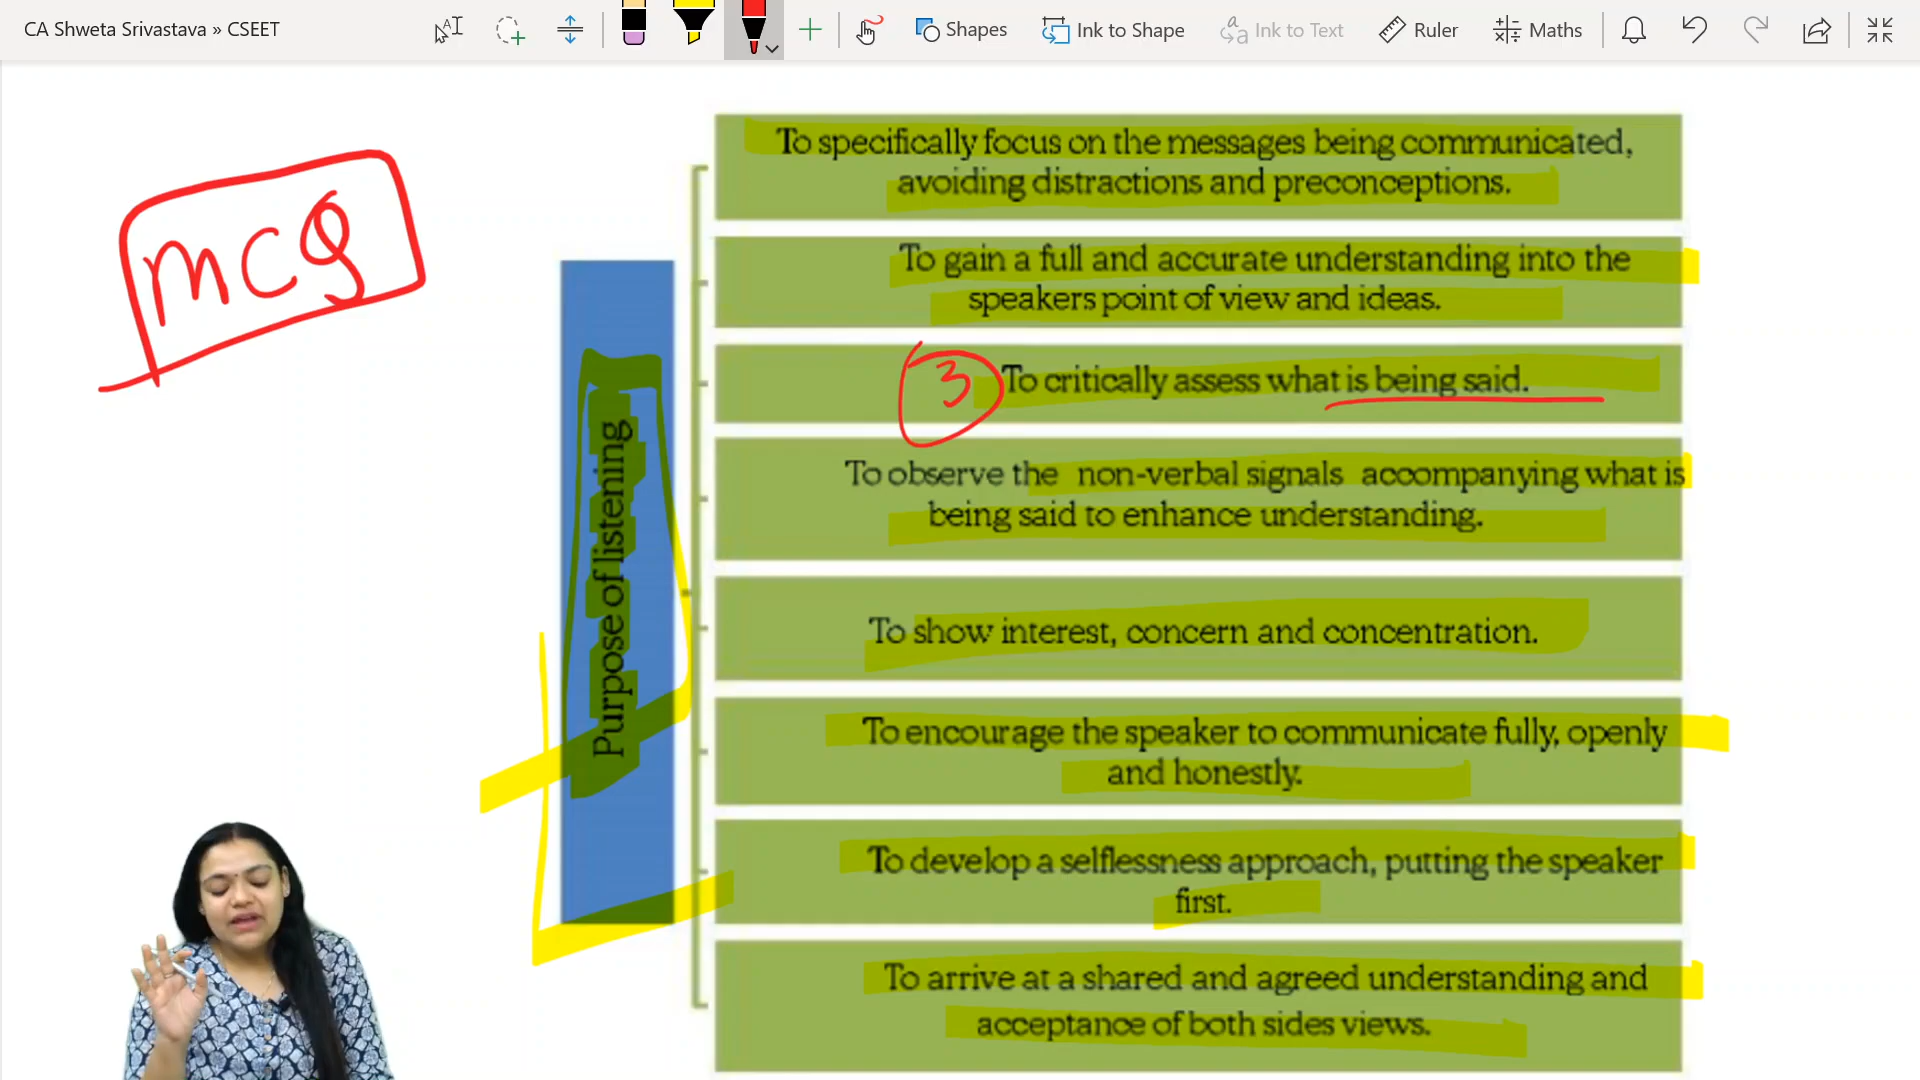 CA Shweta Srivastava » CSEET
Shapes
Ink to Shape
Ink to Text
Ruler
Maths
mcq
To specifically focus on the messages being communicated,
avoiding distractions and preconceptions.
To gain a full and accurate understanding into the
speakers point of view and ideas.
3
To critically assess what is being said.
To observe the non-verbal signals accompanying what is
being said to enhance understanding.
Purpose of listening
To show interest, concern and concentration.
To encourage the speaker to communicate fully, openly
and honestly.
To develop a selflessness approach, putting the speaker
first.
To arrive at a shared and agreed understanding and
acceptance of both sides views.